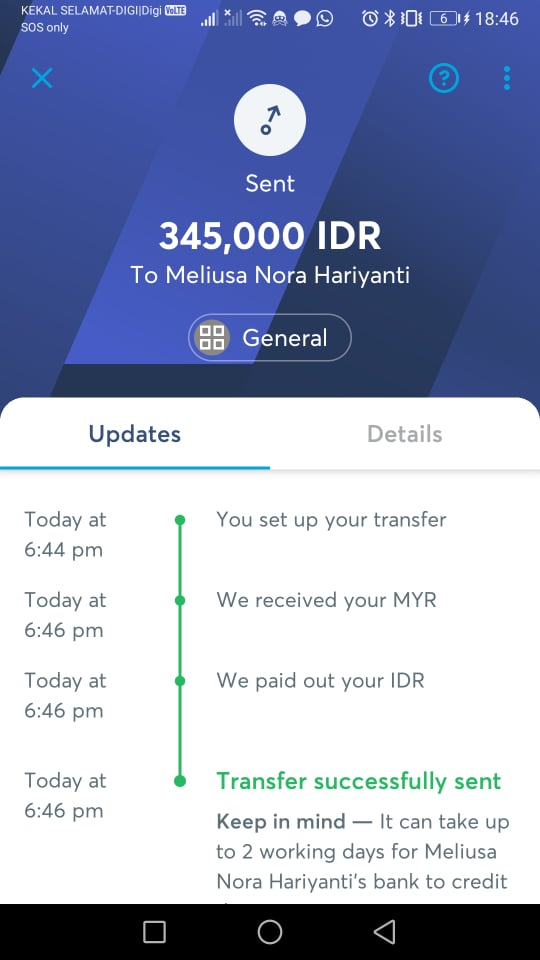 KEKAL SELAMAT-DIGI|Digi VoLTE
SOS only
6
18:46
Sent
345,000 IDR
To Meliusa Nora Hariyanti
General
Updates
Details
Today at
6:44 pm
You set up your transfer
Today at
6:46 pm
We received your MYR
Today at
6:46 pm
We paid out your IDR
Today at
6:46 pm
Transfer successfully sent
Keep in mind — It can take up
to 2 working days for Meliusa
Nora Hariyanti's bank to credit